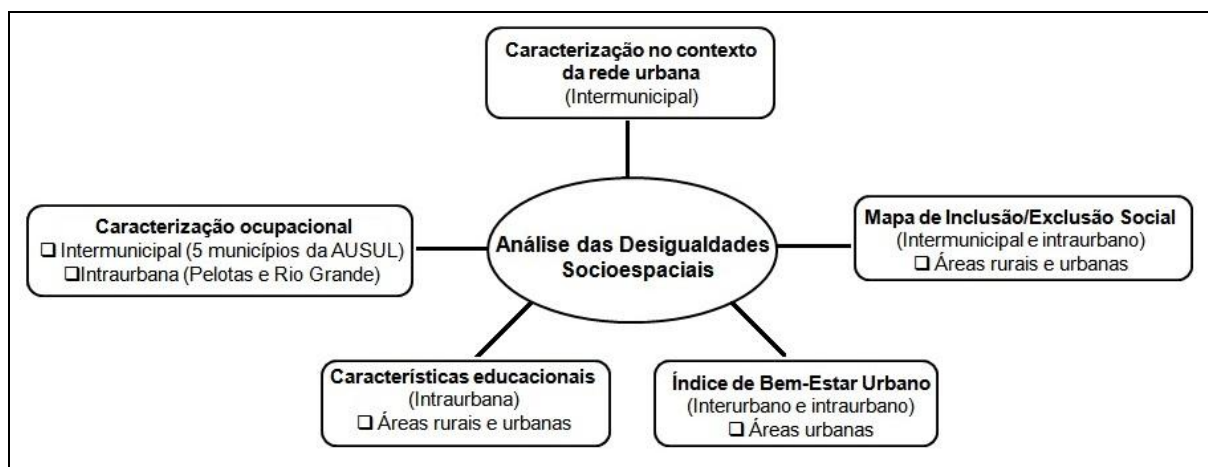 Caracterização no contexto
da rede urbana
(Intermunicipal)
Caracterização ocupacional
❑ Intermunicipal (5 municípios da AUSUL)
❑Intraurbana (Pelotas e Rio Grande)
Análise das Desigualdades
Socioespaciais
Mapa de Inclusão/Exclusão Social
(Intermunicipal e intraurbano)
❑ Áreas rurais e urbanas
Características educacionais
(Intraurbana)
❑ Áreas rurais e urbanas
Índice de Bem-Estar Urbano
(Interurbano e intraurbano)
❑ Áreas urbanas